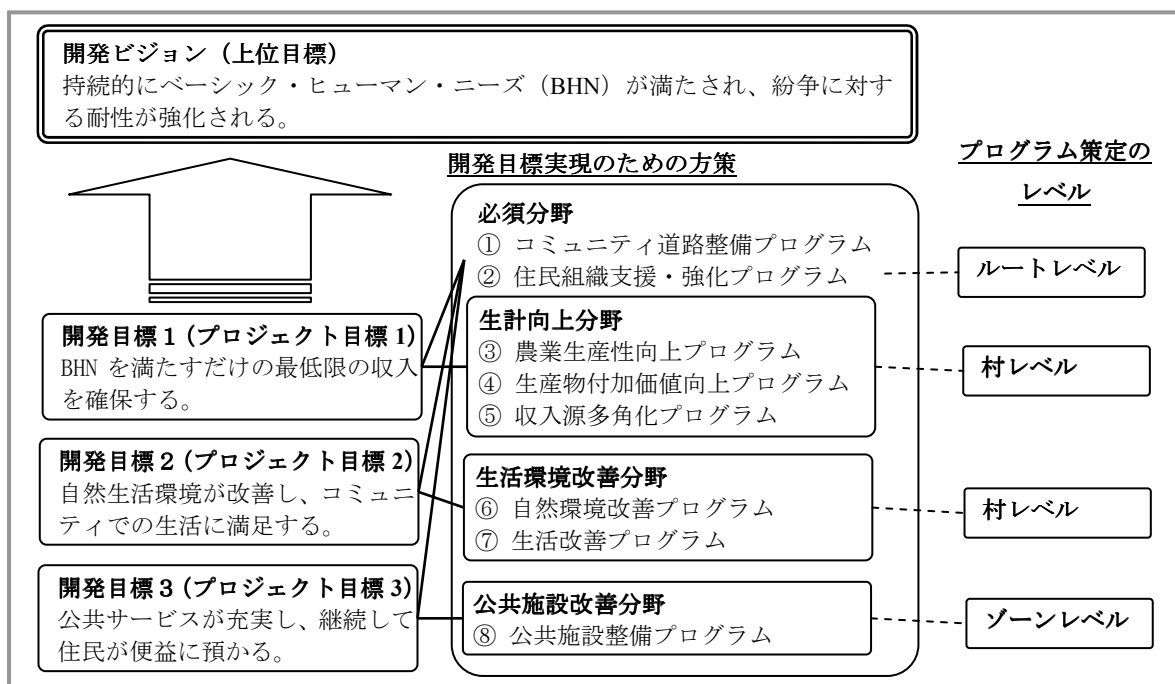 開発ビジョン（上位目標）
持続的にベーシック・ヒューマン・ニーズ（BHN）が満たされ、紛争に対す
る耐性が強化される。
開発目標１（プロジェクト目標 1）
BHN を満たすだけの最低限の収入
を確保する。
開発目標２（プロジェクト目標 2）
自然生活環境が改善し、コミュニ
ティでの生活に満足する。
開発目標３（プロジェクト目標 3）
公共サービスが充実し、継続して
住民が便益に預かる。
開発目標実現のための方策
必須分野
① コミュニティ道路整備プログラム
② 住民組織支援・強化プログラム
生計向上分野
③ 農業生産性向上プログラム
④ 生産物付加価値向上プログラム
⑤ 収入源多角化プログラム
生活環境改善分野
⑥ 自然環境改善プログラム
⑦ 生活改善プログラム
公共施設改善分野
⑧ 公共施設整備プログラム
プログラム策定の
レベル
ルートレベル
村レベル
村レベル
ゾーンレベル